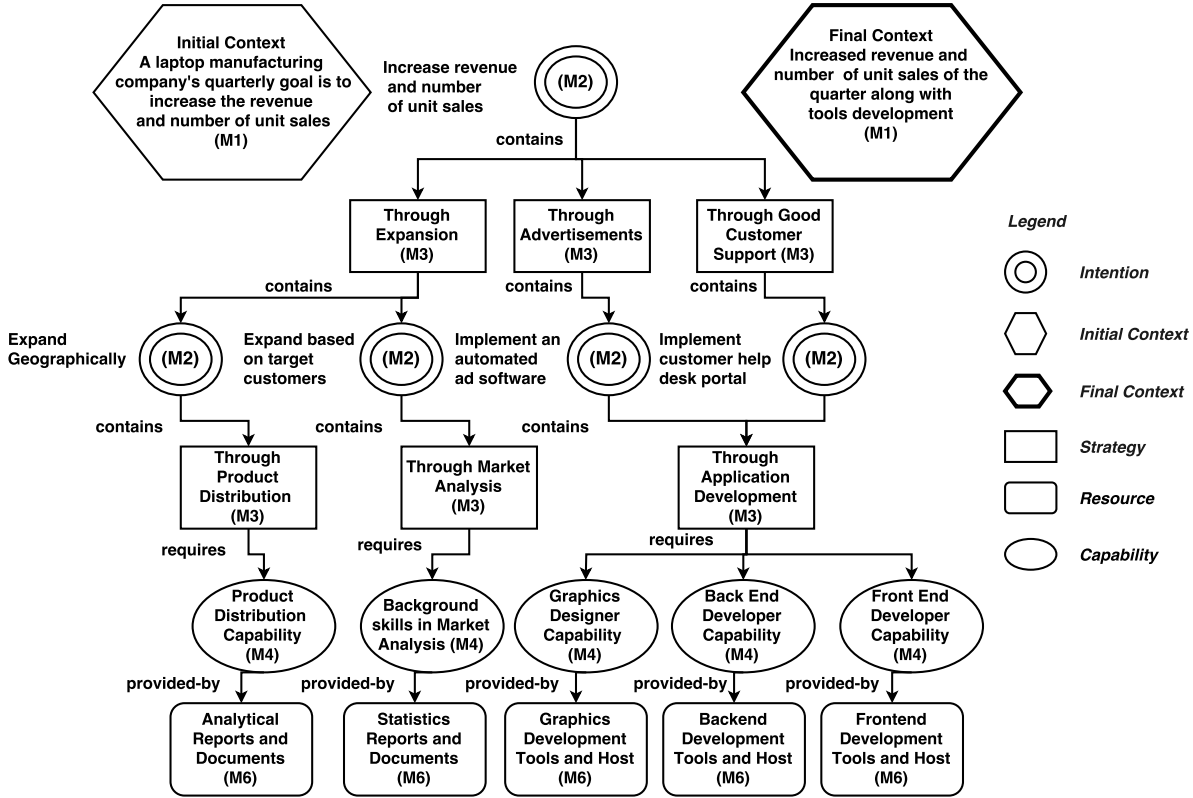 Initial Context
A laptop manufacturing
company's quarterly goal is to
increase the revenue
and number of unit sales
(M1)
Increase revenue
and number
of unit sales
(M2)
Final Context
Increased revenue and
number of unit sales of the
quarter along with
tools development
(M1)
contains
Through
Expansion
(M3)
Through
Advertisements
(M3)
Through Good
Customer
Support (M3)
contains
contains
contains
Expand
Geographically
(M2)
Expand based
on target
customers
(M2)
Implement an
automated
ad software
(M2)
Implement
customer help
desk portal
(M2)
contains
contains
contains
Through
Product
Distribution
(M3)
Through Market
Analysis
(M3)
Through
Application
Development
(M3)
requires
requires
requires
Product
Distribution
Capability
(M4)
Background
skills in Market
Analysis (M4)
Graphics
Designer
Capability
(M4)
Back End
Developer
Capability
(M4)
Front End
Developer
Capability
(M4)
provided-by
provided-by
provided-by
provided-by
provided-by
Analytical
Reports and
Documents
(M6)
Statistics
Reports and
Documents
(M6)
Graphics
Development
Tools and Host
(M6)
Backend
Development
Tools and Host
(M6)
Frontend
Development
Tools and Host
(M6)
Legend
Intention
Initial Context
Final Context
Strategy
Resource
Capability